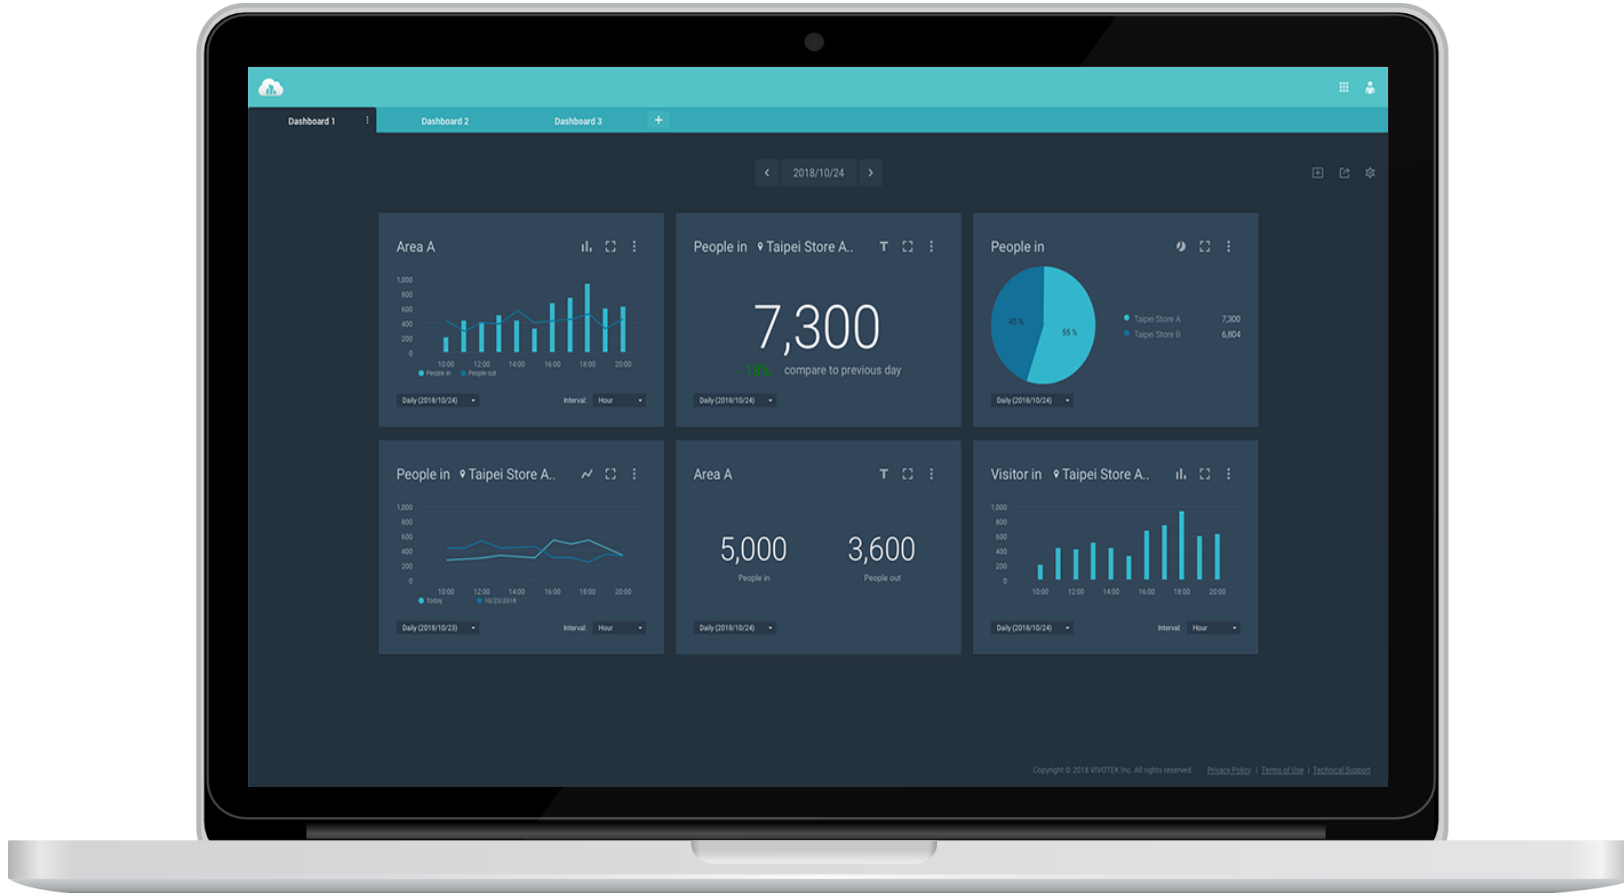 Dashboard 1
Dashboard 2
Dashboard 3
+
2018/10/24
Area A
1,000
800
600
400
200
0
10:00 12:00 14:00 16:00 18:00 20:00
People in People out
Daily (2018/10/24)
Interval: Hour
People in Taipei Store A..
T
7,300
18% compare to previous day
Daily (2018/10/24)
People in
45 %
55 %
Taipei Store A 7,300
Taipei Store B 6,804
Daily (2018/10/24)
People in Taipei Store A..
1,000
800
600
400
200
0
10:00 12:00 14:00 16:00 18:00 20:00
Today 10/23/2018
Daily (2018/10/23)
Interval: Hour
Area A
T
5,000 3,600
People in People out
Daily (2018/10/24)
Visitor in Taipei Store A..
1,000
800
600
400
200
0
10:00 12:00 14:00 16:00 18:00 20:00
Daily (2018/10/24)
Interval: Hour
Copyright © 2018 VIVOTEK Inc. All rights reserved. Privacy Policy | Terms of Use | Technical Support